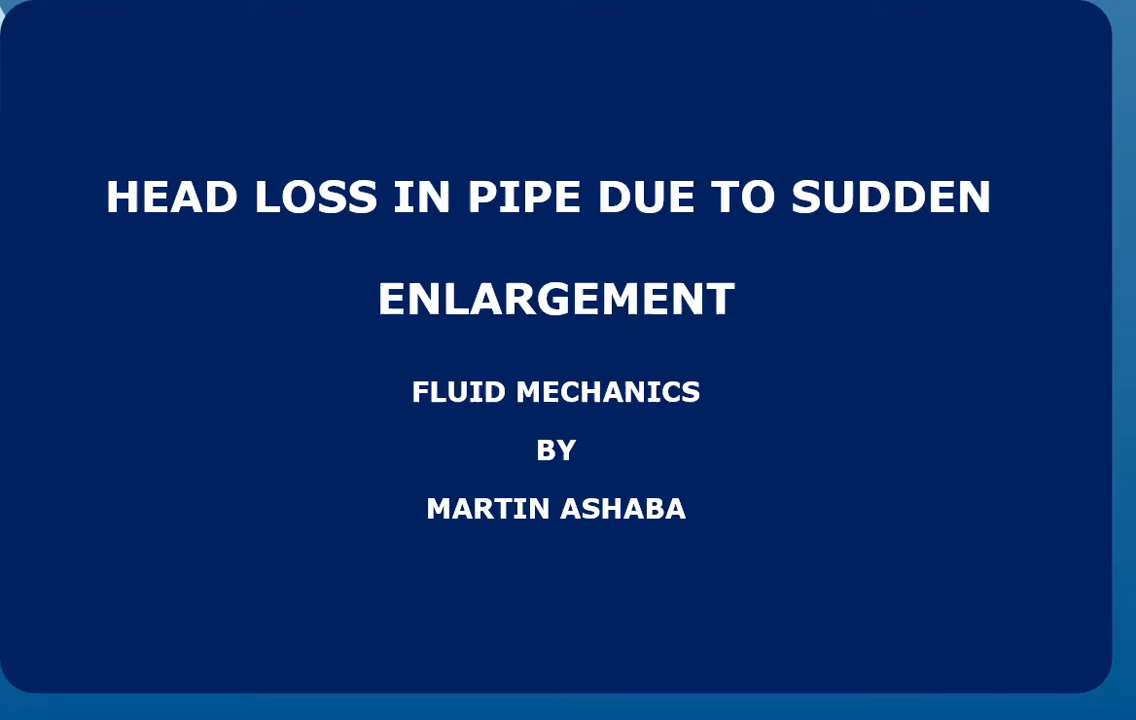 HEAD LOSS IN PIPE DUE TO SUDDEN
ENLARGEMENT
FLUID MECHANICS
BY
MARTIN ASHABA